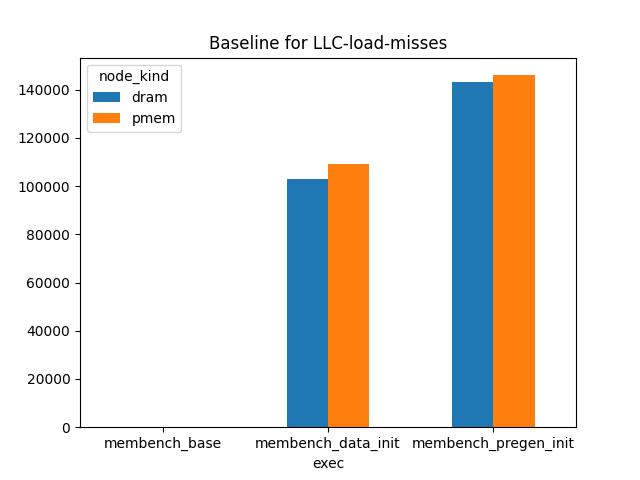 Baseline for LLC-load-misses
node_kind
dram
pmem
140000
120000
100000
80000
60000
40000
20000
0
membench_base membench_data_init membench_pregen_init
exec